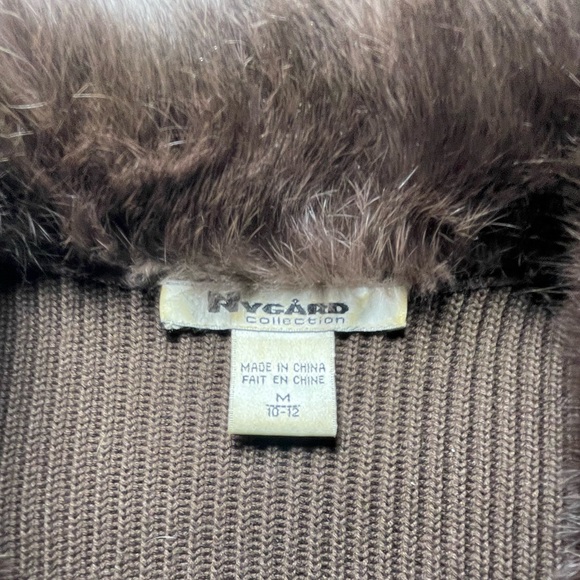 NYGÅRD
Collection
MADE IN CHINA
FAIT EN CHINE
M
10-12